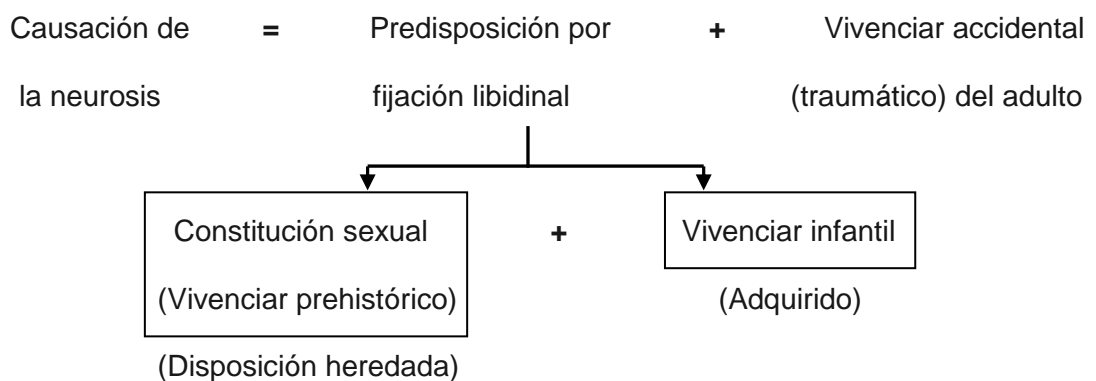 Causación de = Predisposición por + Vivenciar accidental
la neurosis fijación libidinal (traumático) del adulto
Constitución sexual + Vivenciar infantil
(Vivenciar prehistórico) (Adquirido)
(Disposición heredada)